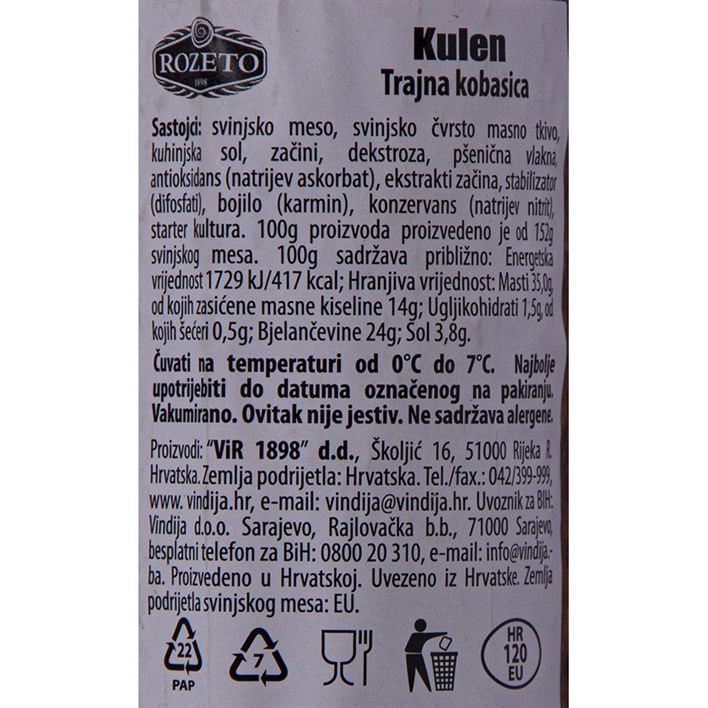 ROZETO
1898
Kulen
Trajna kobasica
Sastojci: svinjsko meso, svinjsko čvrsto masno tkivo,
kuhinjska sol, začini, dekstroza, pšenična vlakna,
antioksidans (natrijev askorbat), ekstrakti začina, stabilizator
(difosfati), bojilo (karmin), konzervans (natrijev nitrit),
starter kultura. 100g proizvoda proizvedeno je od 152g
svinjskog mesa. 100g sadržava približno: Energetska
vrijednost 1729 kJ/417 kcal; Hranjiva vrijednost: Masti 35,0g,
od kojih zasićene masne kiseline 14g; Ugljikohidrati 1,5g, od
kojih šećeri 0,5g; Bjelančevine 24g; Sol 3,8g.
Čuvati na temperaturi od 0°C do 7°C. Najbolje
upotrijebiti do datuma označenog na pakiranju.
Vakumirano. Ovitak nije jestiv. Ne sadržava alergene.
Proizvodi: "ViR 1898" d.d., Školjić 16, 51000 Rijeka R.
Hrvatska. Zemlja podrijetla: Hrvatska. Tel./fax.: 042/399-999,
www. vindija.hr, e-mail: vindija@vindija.hr. Uvoznik za BIH:
Vindija d.o.o. Sarajevo, Rajlovačka b.b., 71000 Sarajevo,
besplatni telefon za BiH: 0800 20 310, e-mail: info@vindija.-
ba. Proizvedeno u Hrvatskoj. Uvezeno iz Hrvatske. Zemlja
podrijetla svinjskog mesa: EU.
22
PAP
7
HR
120
EU